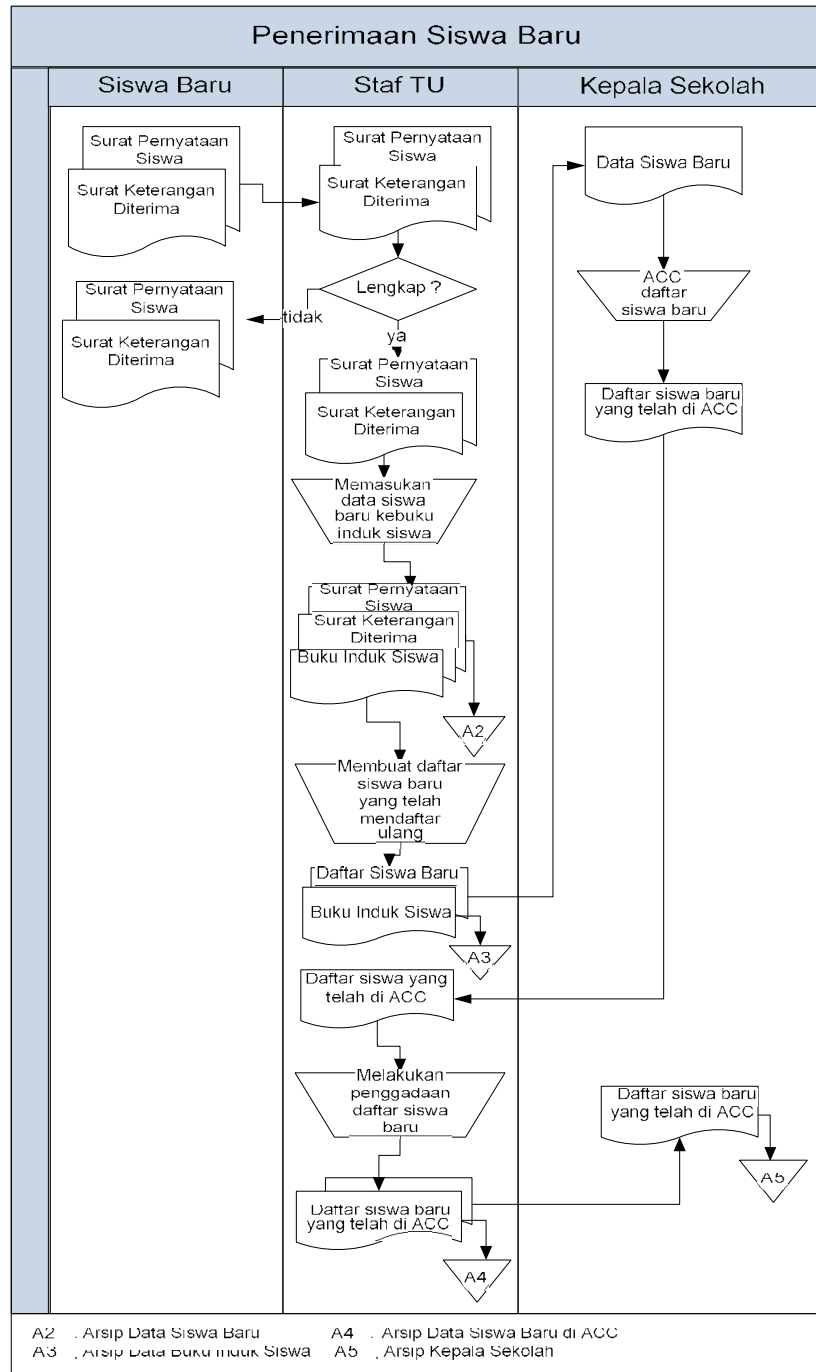 Penerimaan Siswa Baru
Siswa Baru
Staf TU
Kepala Sekolah
Surat Pernyataan
Siswa
Surat Keterangan
Diterima
Surat Pernyataan
Siswa
Surat Keterangan
Diterima
Surat Pernyataan
Siswa
Surat Keterangan
Diterima
Lengkap ?
tidak
ya
Surat Pernyataan
Siswa
Surat Keterangan
Diterima
Memasukan
data siswa
baru kebuku
induk siswa
Surat Pernyataan
Siswa
Surat Keterangan
Diterima
Buku Induk Siswa
A2
Membuat daftar
siswa baru
yang telah
mendaftar
ulang
Daftar Siswa Baru
Buku Induk Siswa
A3
Data Siswa Baru
ACC
daftar
siswa baru
Daftar siswa baru
yang telah di ACC
Daftar siswa yang
telah di ACC
Melakukan
penggadaan
daftar siswa
baru
Daftar siswa baru
yang telah di ACC
A4
Daftar siswa baru
yang telah di ACC
A5
A2 : Arsip Data Siswa Baru
A4 : Arsip Data Siswa Baru di ACC
A3 : Arsip Data Buku Induk Siswa
A5 : Arsip Kepala Sekolah